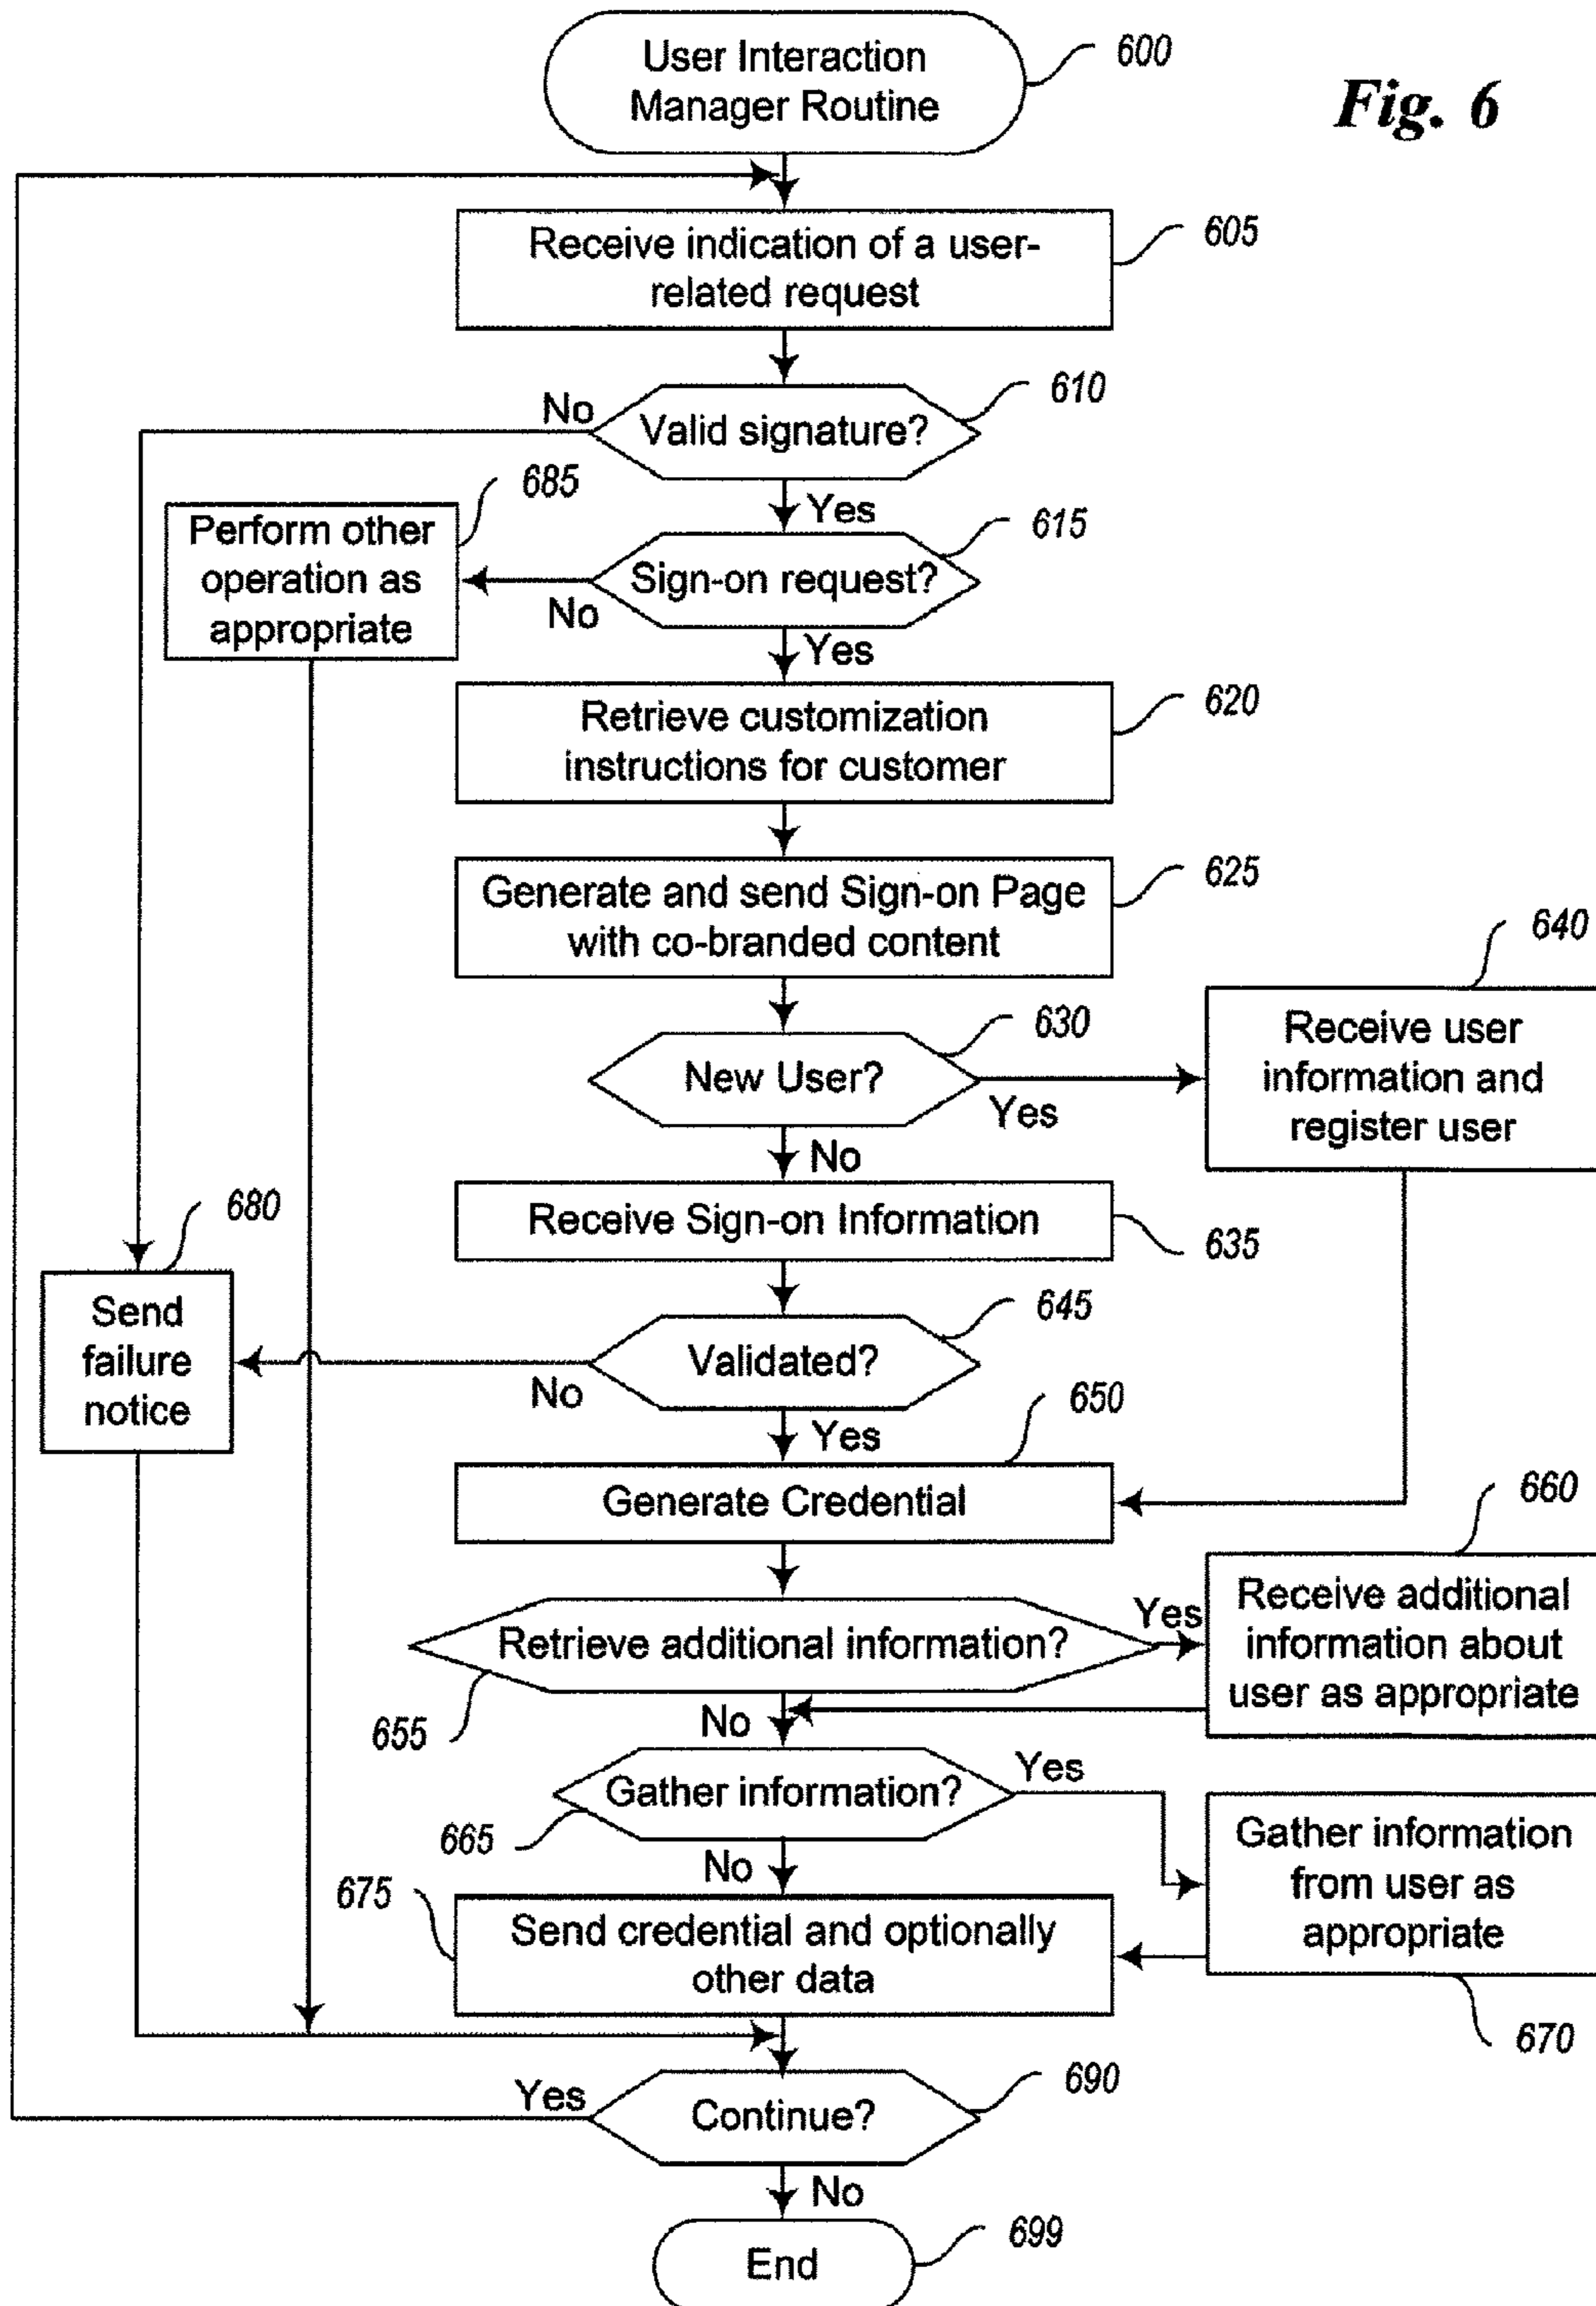 User Interaction
Manager Routine
600
Fig. 6
Receive indication of a user-
related request
605
Valid signature?
610
No
Yes
Perform other
operation as
appropriate
685
Sign-on request?
615
No
Yes
Retrieve customization
instructions for customer
620
Generate and send Sign-on Page
with co-branded content
625
New User?
630
Yes
No
Receive user
information and
register user
640
Receive Sign-on Information
635
Send
failure
notice
680
Validated?
645
No
Yes
Generate Credential
650
Retrieve additional information?
655
Yes
No
Receive additional
information about
user as appropriate
660
Gather information?
665
Yes
No
Gather information
from user as
appropriate
670
Send credential and optionally
other data
675
Continue?
690
Yes
No
End
699